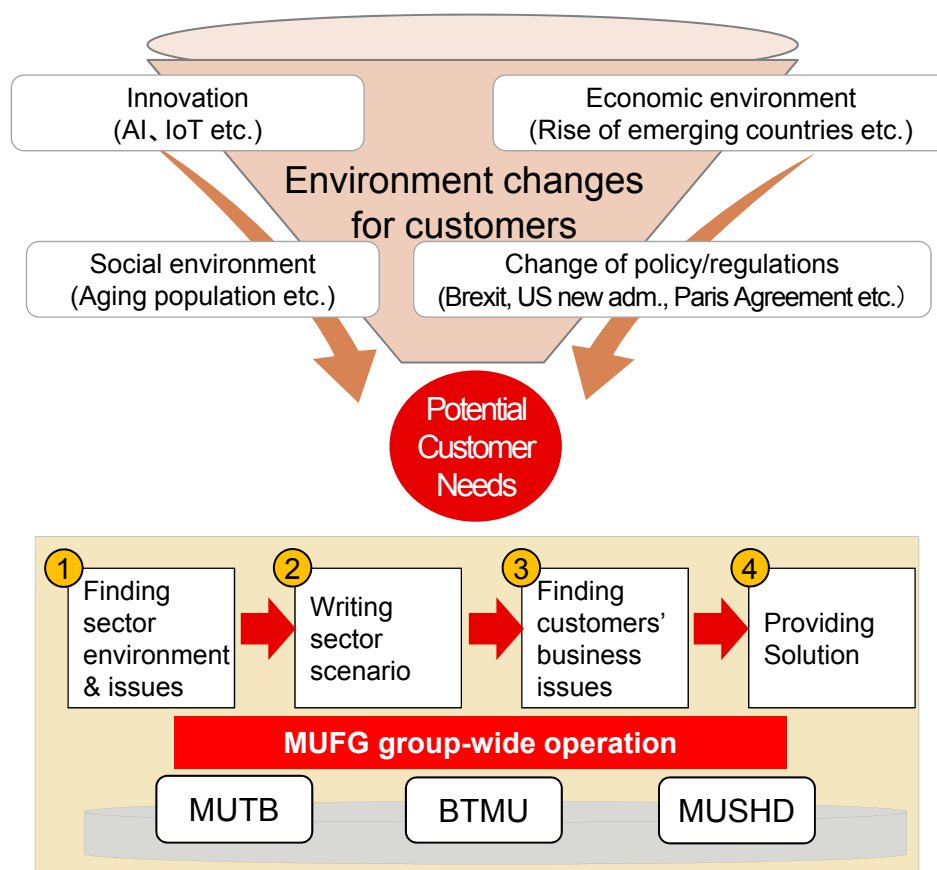 Innovation
(AI、IoT etc.)
Economic environment
(Rise of emerging countries etc.)
Environment changes
for customers
Social environment
(Aging population etc.)
Change of policy/regulations
(Brexit, US new adm., Paris Agreement etc.）
Potential
Customer
Needs
1
Finding
sector
environment
& issues
2
Writing
sector
scenario
3
Finding
customers’
business
issues
4
Providing
Solution
MUFG group-wide operation
MUTB
BTMU
MUSHD